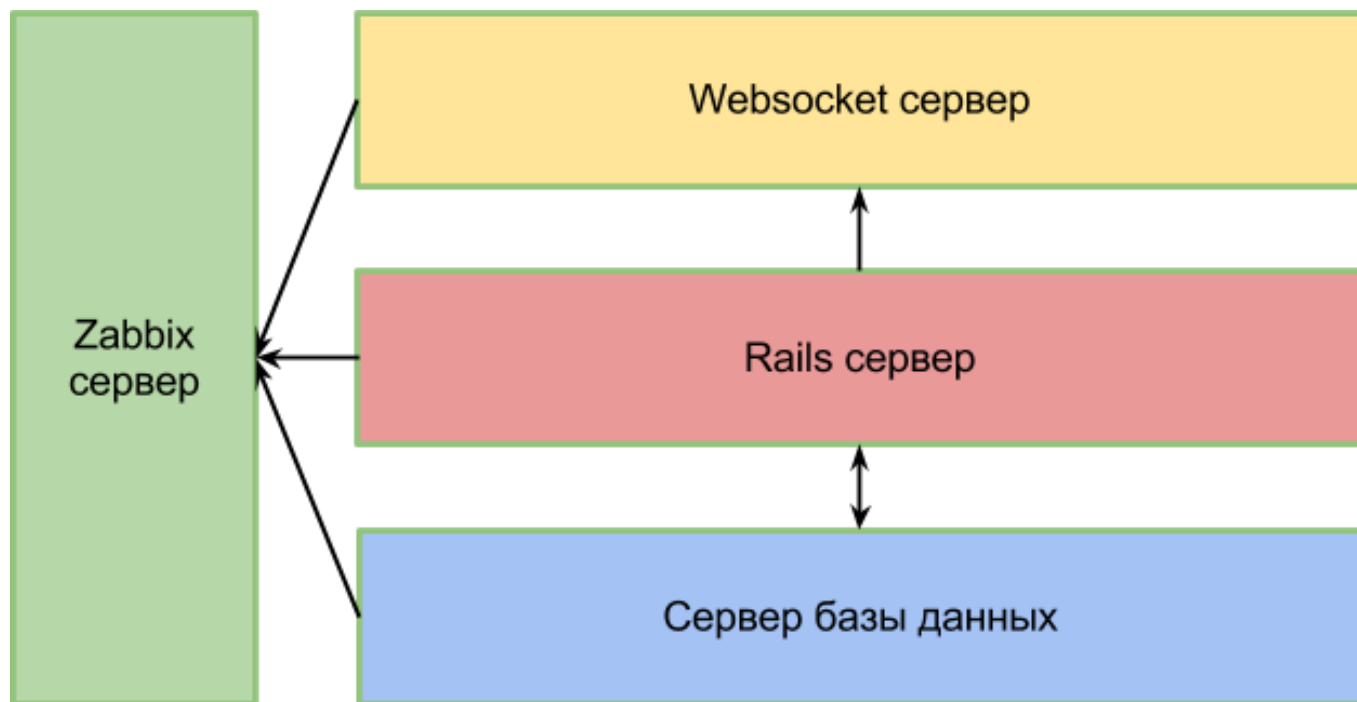 Websocket сервер
Zabbix
сервер
Rails сервер
Сервер базы данных